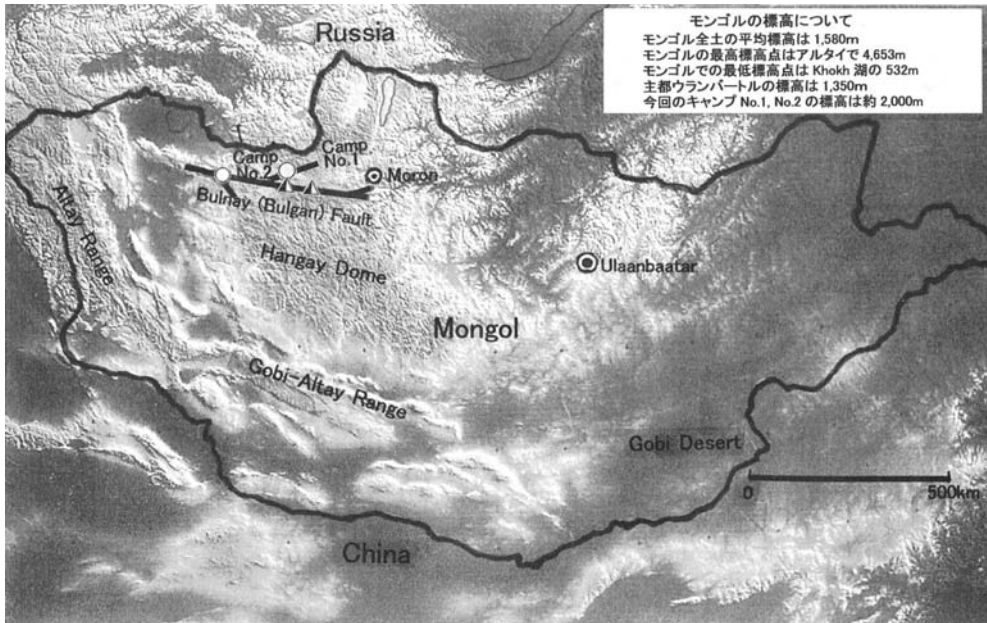 モンゴルの標高について
モンゴル全土の平均標高は 1,580m
モンゴルの最高標高点はアルタイで 4,653m
モンゴルでの最低標高点は Khokh 湖の 532m
主都ウランバートルの標高は 1,350m
今回のキャンプ No.1, No.2 の標高は約 2,000m
Russia
Camp
No.1
Camp
No.2
Moron
Bulnay (Bulgan) Fault
Altay Range
Hangay Dome
Ulaanbaatar
Mongol
Gobi-Altay Range
Gobi Desert
0 500km
China